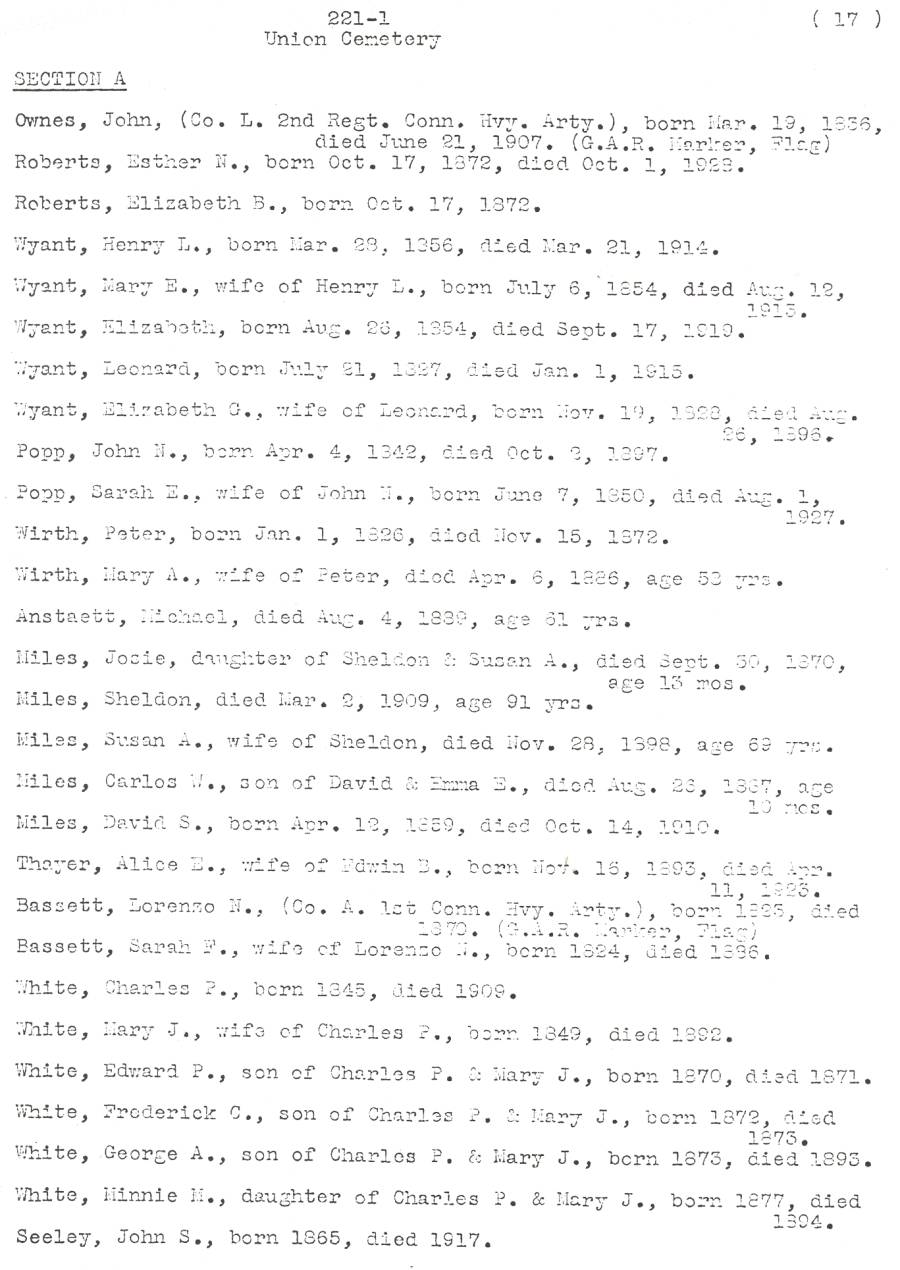 221-1 ( 17 )
Union Cemetery
SECTION A
Ownes, John, (Co. L. 2nd Regt. Conn. Hvy. Arty.), born Mar. 19, 1836,
died June 21, 1907. (G.A.R. Marker, Flag)
Roberts, Esther N., born Oct. 17, 1872, died Oct. 1,
Roberts, Elizabeth B., born Oct. 17, 1872.
Wyant, Henry L., born Mar. 28, 1856, died Mar. 21, 1914.
Wyant, Mary E., wife of Henry L., born July 6, 1854, died Aug. 12,
Wyant, Elizabeth, born Aug. 1854, died Sept. 17,
Wyant, Leonard, born July 1827, died Jan. 1, 1915.
Wyant, Elizabeth G., wife of Leonard, born Nov. 19, 1828, died Aug.
26, 1896.
Popp, John N., born Apr. 4, 1842, died Oct. 1897.
Popp, Sarah E., wife of John N., born June 7, 1850, died Aug. 1,
1927.
Wirth, Peter, born Jan. 1, 1826, died Nov. 15, 1872.
Wirth, Mary A., wife of Peter, died Apr. 6, 1886, age yrs.
Anstaett, Michael, died Aug. 4, 1889, age 61 yrs.
Miles, Josie, daughter of Sheldon & Susan A., died Sept. 30, 1870,
age 13 mos.
Miles, Sheldon, died Mar. 2, 1909, age 91 yrs.
Miles, Susan A., wife of Sheldon, died Nov. 28, 1898, age 69 yrs.
Miles, Carlos W., son of David & Emma E., died Aug. age
10 mos.
Miles, David S., born Apr. 12, 1859, died Oct. 14, 1910.
Thayer, Alice E., wife of Edwin B., born Nov. 16, 1893, died Apr.
11, 1923.
Bassett, Lorenzo N., (Co. A. 1st Conn. Hvy. Arty.), born died
(G.A.R. Marker, Flag)
Bassett, Sarah F., wife of Lorenzo N., born 1824, died
White, Charles P., born 1845, died 1909.
White, Mary J., wife of Charles P., born 1849, died 1892.
White, Edward P., son of Charles P. & Mary J., born 1870, died 1871.
White, Frederick C., son of Charles P. & Mary J., born 1872, died
1873.
White, George A., son of Charles P. & Mary J., born 1873, died 1893.
White, Minnie M., daughter of Charles P. & Mary J., born 1877, died
1894.
Seeley, John S., born 1865, died 1917.